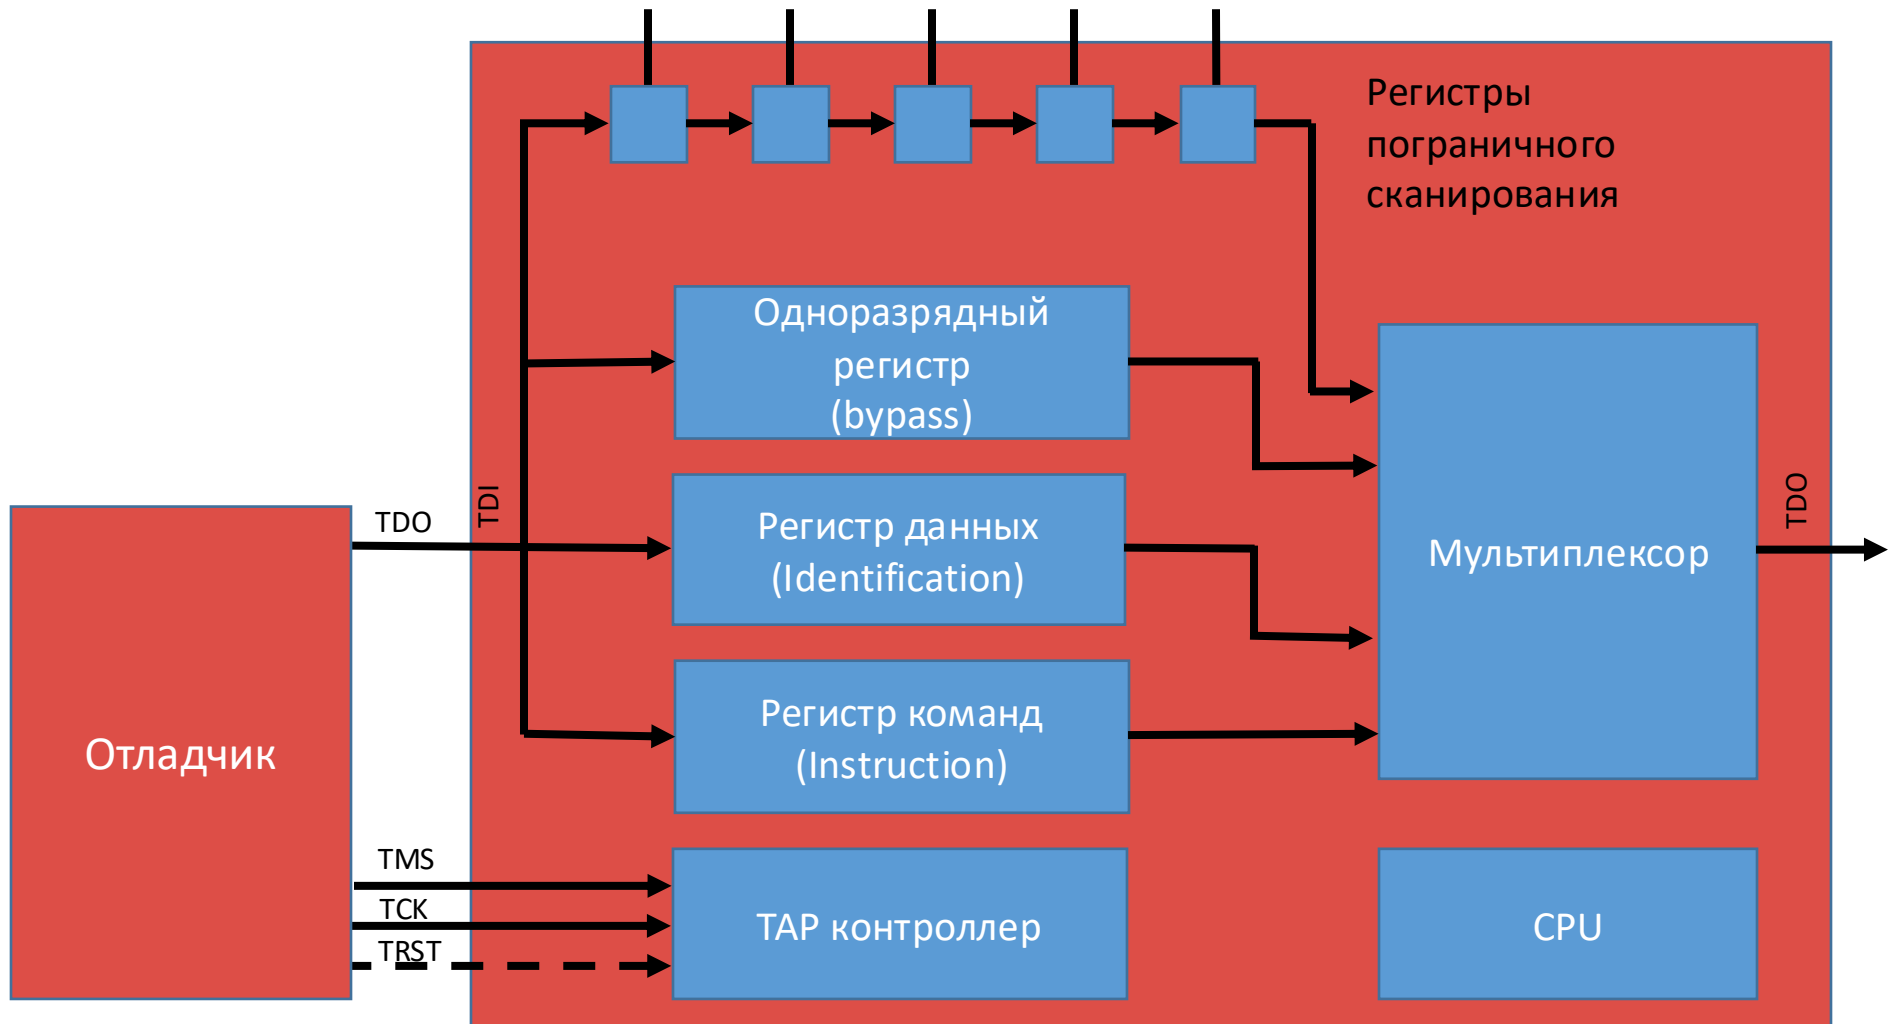 Регистры
пограничного
сканирования
Одноразрядный
регистр
(bypass)
TDI
TDO
TDO
Регистр данных
(Identification)
Мультиплексор
Регистр команд
(Instruction)
Отладчик
TMS
TCK
TRST
TAP контроллер
CPU